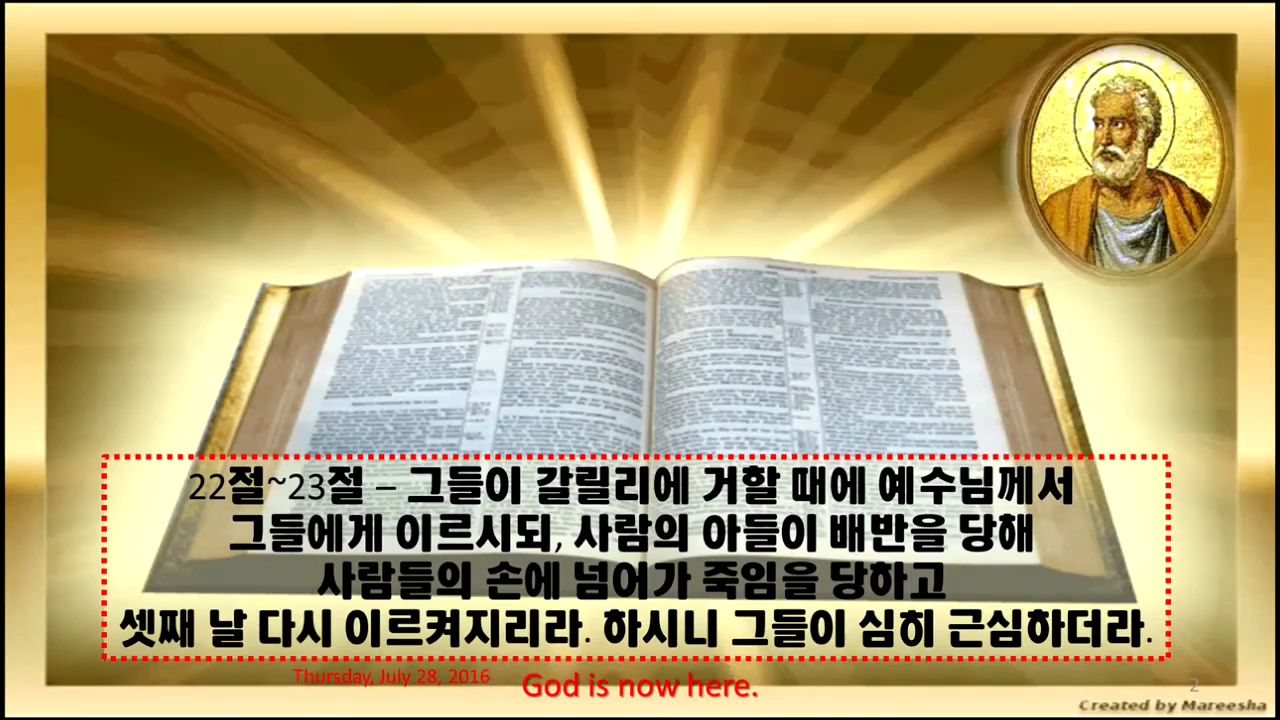 22절~23절 – 그들이 갈릴리에 거할 때에 예수님께서
그들에게 이르시되, 사람의 아들이 배반을 당해
사람들의 손에 넘어가 죽임을 당하고
셋째 날 다시 이르켜지리라. 하시니 그들이 심히 근심하더라.
Thursday, July 28, 2016
God is now here.
2
Created by Mareesha